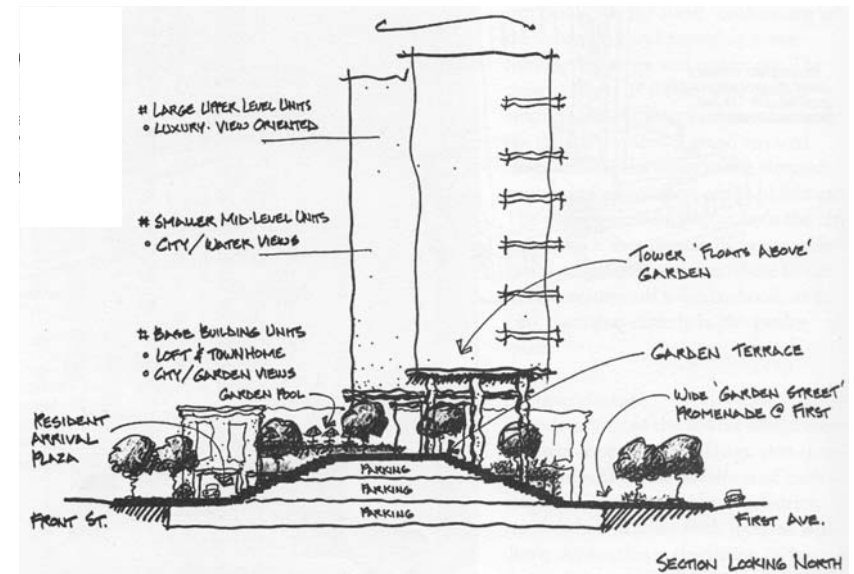 # LARGE UPPER LEVEL UNITS
• LUXURY · VIEW ORIENTED
# SMALLER MID-LEVEL UNITS
• CITY/WATER VIEWS
# BASE BUILDING UNITS
• LOFT & TOWNHOME
• CITY/GARDEN VIEWS
GARDEN POOL
RESIDENT
ARRIVAL
PLAZA
TOWER 'FLOATS ABOVE'
GARDEN
GARDEN TERRACE
WIDE 'GARDEN STREET'
PROMENADE @ FIRST
PARKING
PARKING
PARKING
FRONT ST.
FIRST AVE.
SECTION LOOKING NORTH